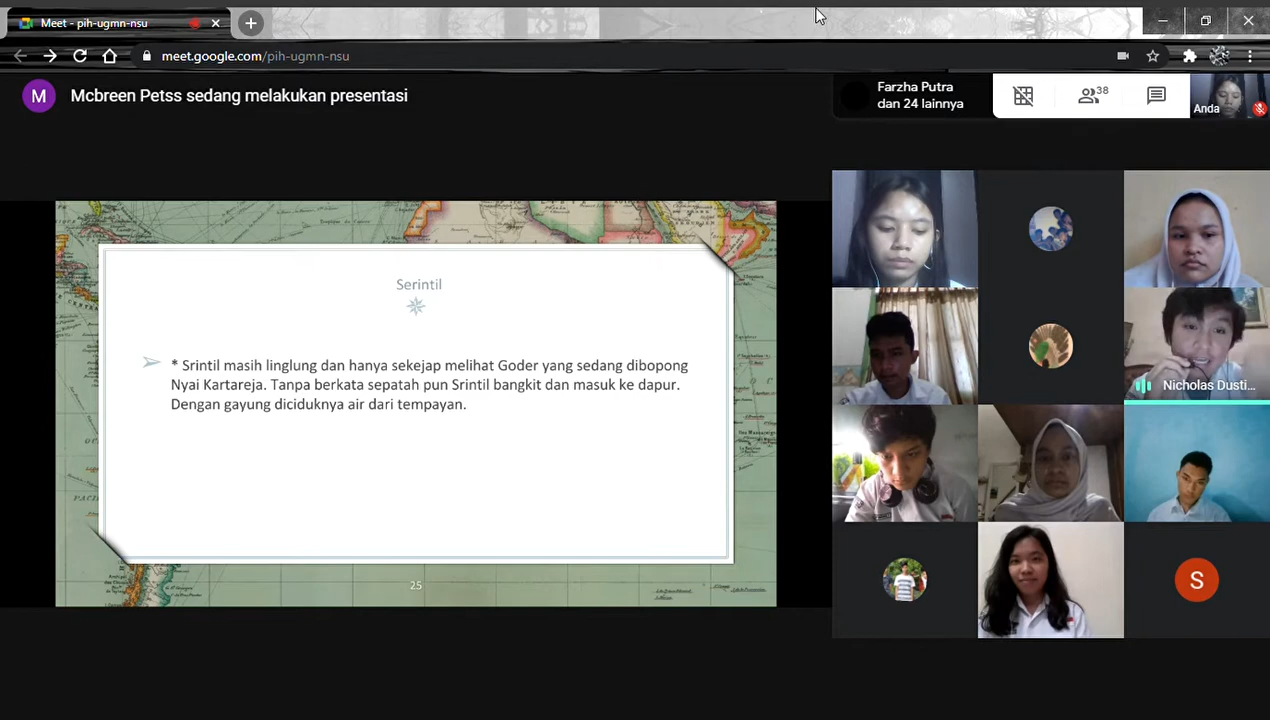 Meet - pih-ugmn-nsu
meet.google.com/pih-ugmn-nsu
M
Mcbreen Petss sedang melakukan presentasi
Farzha Putra
dan 24 lainnya
38
Anda
Serintil
* Srintil masih linglung dan hanya sekejap melihat Goder yang sedang dibopong
Nyai Kartareja. Tanpa berkata sepatah pun Srintil bangkit dan masuk ke dapur.
Dengan gayung diciduknya air dari tempayan.
25
Nicholas Dusti...
S